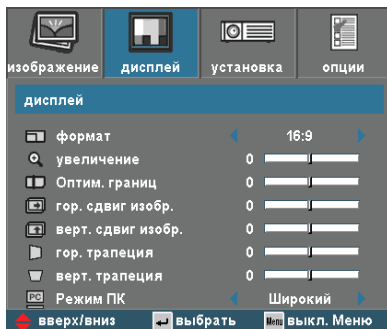 изображение дисплей установка опции
дисплей
формат 16:9
увеличение 0
Оптим. границ 0
гор. сдвиг изобр. 0
верт. сдвиг изобр. 0
гор. трапеция 0
верт. трапеция 0
PC Режим ПК Широкий
вверх/вниз выбрать Menu выкл. Меню